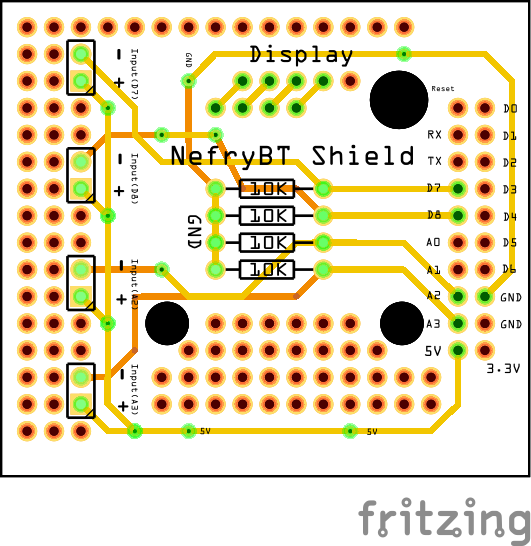 Display
GND
Input(D7)
-
+
Reset
D0
RX
D1
NefryBT Shield
TX
D2
Input(D8)
-
+
10K
D7
D3
10K
D8
D4
GND
10K
A0
D5
10K
A1
D6
Input(A2)
-
+
A2
GND
A3
GND
5V
3.3V
Input(A3)
-
+
5V
5V
fritzing